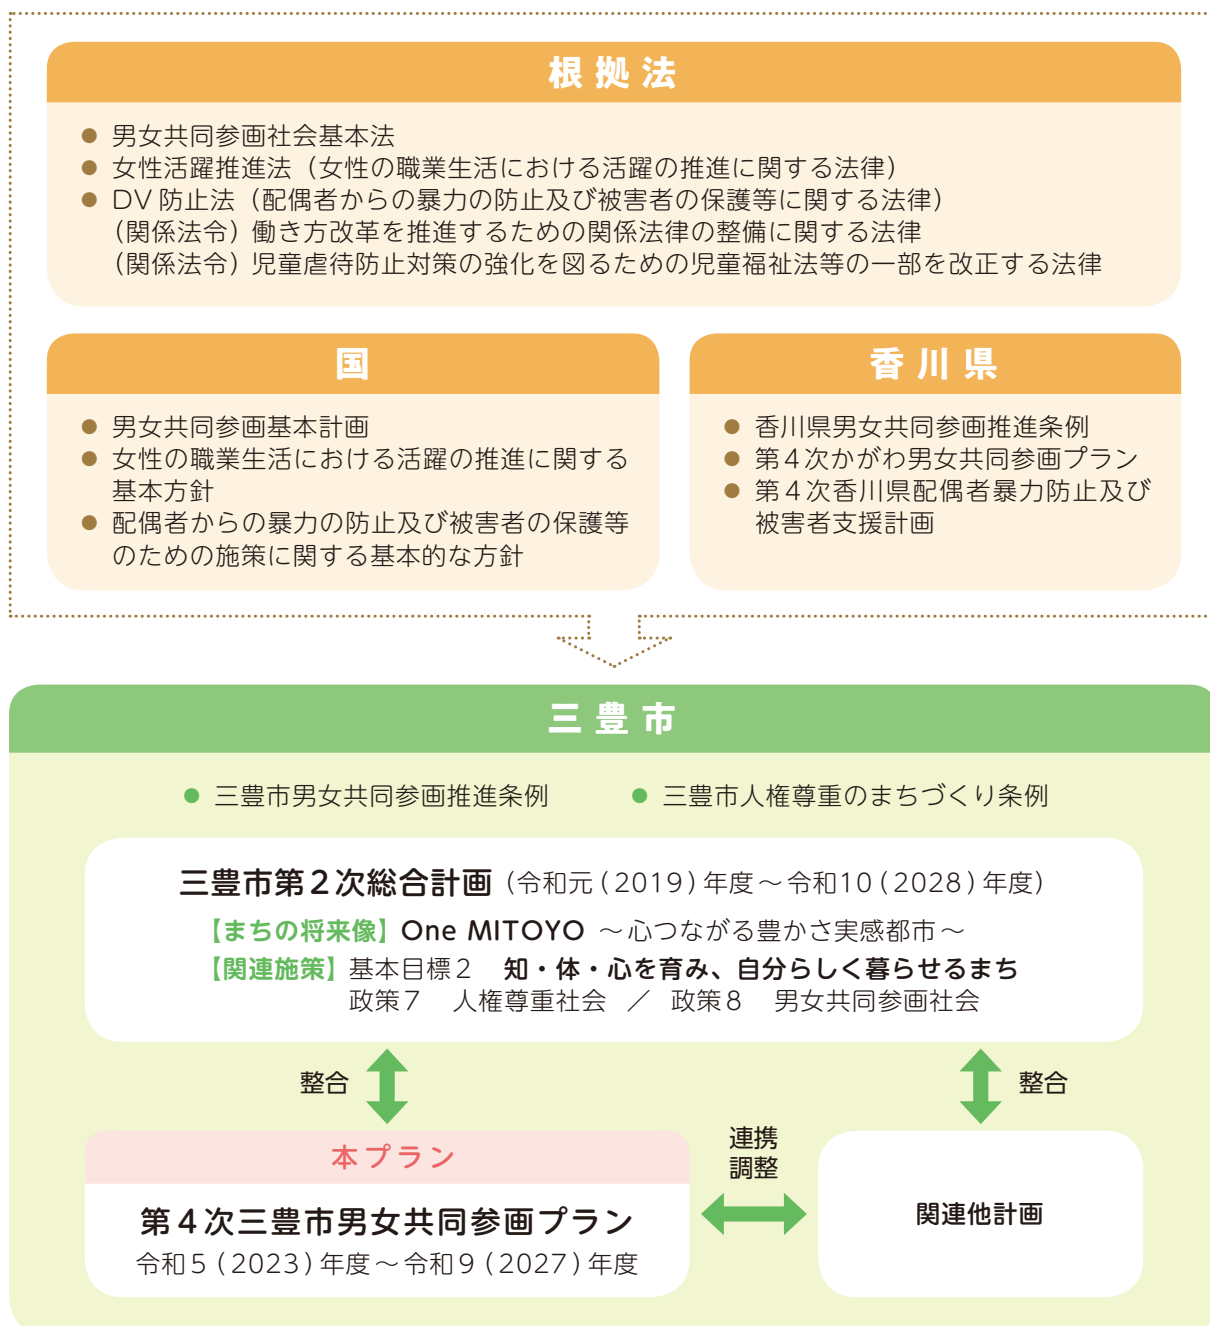 根拠法
● 男女共同参画社会基本法
● 女性活躍推進法（女性の職業生活における活躍の推進に関する法律）
● DV防止法（配偶者からの暴力の防止及び被害者の保護等に関する法律）
（関係法令）働き方改革を推進するための関係法律の整備に関する法律
（関係法令）児童虐待防止対策の強化を図るための児童福祉法等の一部を改正する法律
国
● 男女共同参画基本計画
● 女性の職業生活における活躍の推進に関する
基本方針
● 配偶者からの暴力の防止及び被害者の保護等
のための施策に関する基本的な方針
香川県
● 香川県男女共同参画推進条例
● 第4次かがわ男女共同参画プラン
● 第4次香川県配偶者暴力防止及び
被害者支援計画
三豊市
● 三豊市男女共同参画推進条例
● 三豊市人権尊重のまちづくり条例
三豊市第2次総合計画（令和元（2019）年度～令和10（2028）年度）
【まちの将来像】One MITOYO ～心つながる豊かさ実感都市～
【関連施策】基本目標2　知・体・心を育み、自分らしく暮らせるまち
政策7　人権尊重社会 ／ 政策8　男女共同参画社会
整合
整合
連携
調整
本プラン
第4次三豊市男女共同参画プラン
令和5（2023）年度～令和9（2027）年度
関連他計画